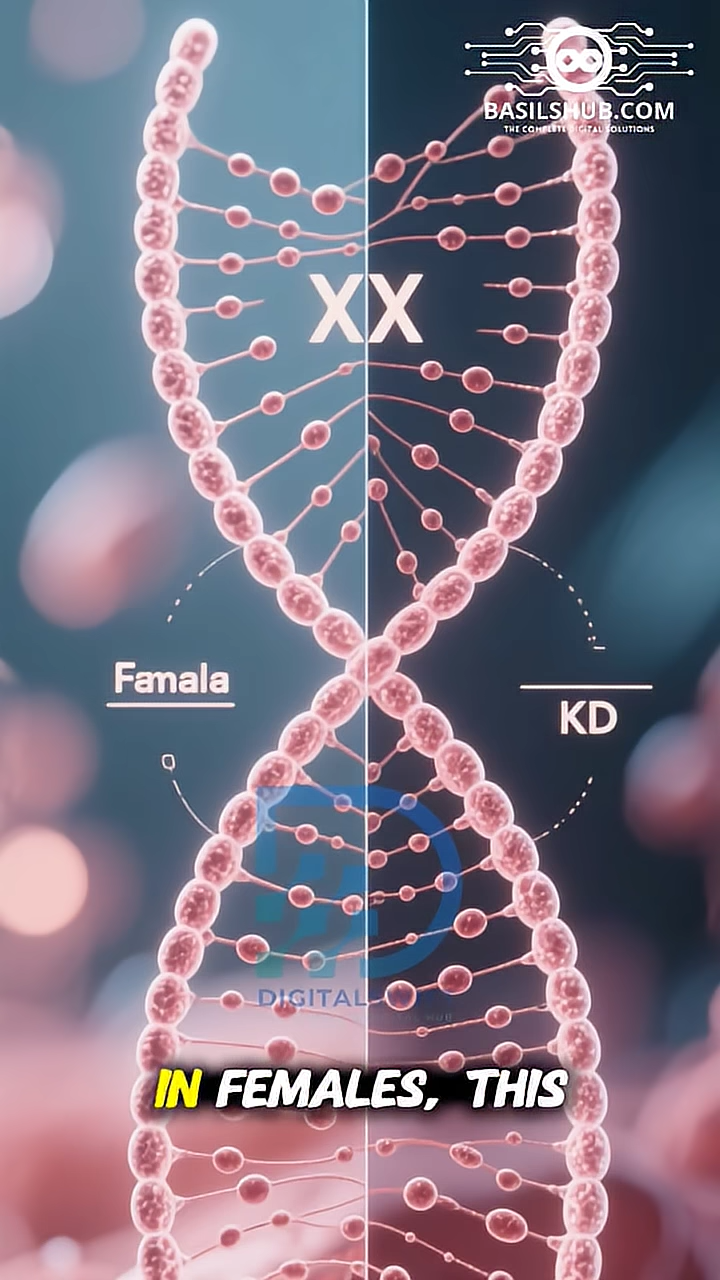 BASILSHUB.COM
THE COMPLETE DIGITAL SOLUTIONS
XX
Famala
KD
DIGITAL
IN FEMALES, THIS